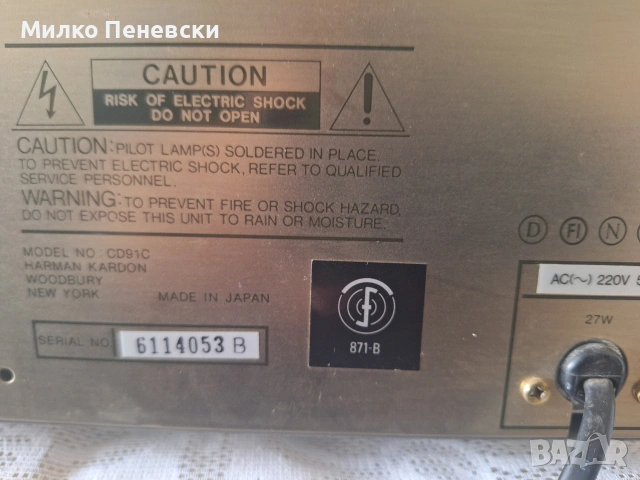 Милко Пеневски
CAUTION
RISK OF ELECTRIC SHOCK
DO NOT OPEN
CAUTION: PILOT LAMP(S) SOLDERED IN PLACE.
TO PREVENT ELECTRIC SHOCK, REFER TO QUALIFIED
SERVICE PERSONNEL.
WARNING: TO PREVENT FIRE OR SHOCK HAZARD,
DO NOT EXPOSE THIS UNIT TO RAIN OR MOISTURE.
D FI N
MODEL NO: CD91C
HARMAN KARDON
WOODBURY
NEW YORK MADE IN JAPAN
AC(~) 220V 5
27W
SERIAL NO. 6114053 B
871-B
BAZAR